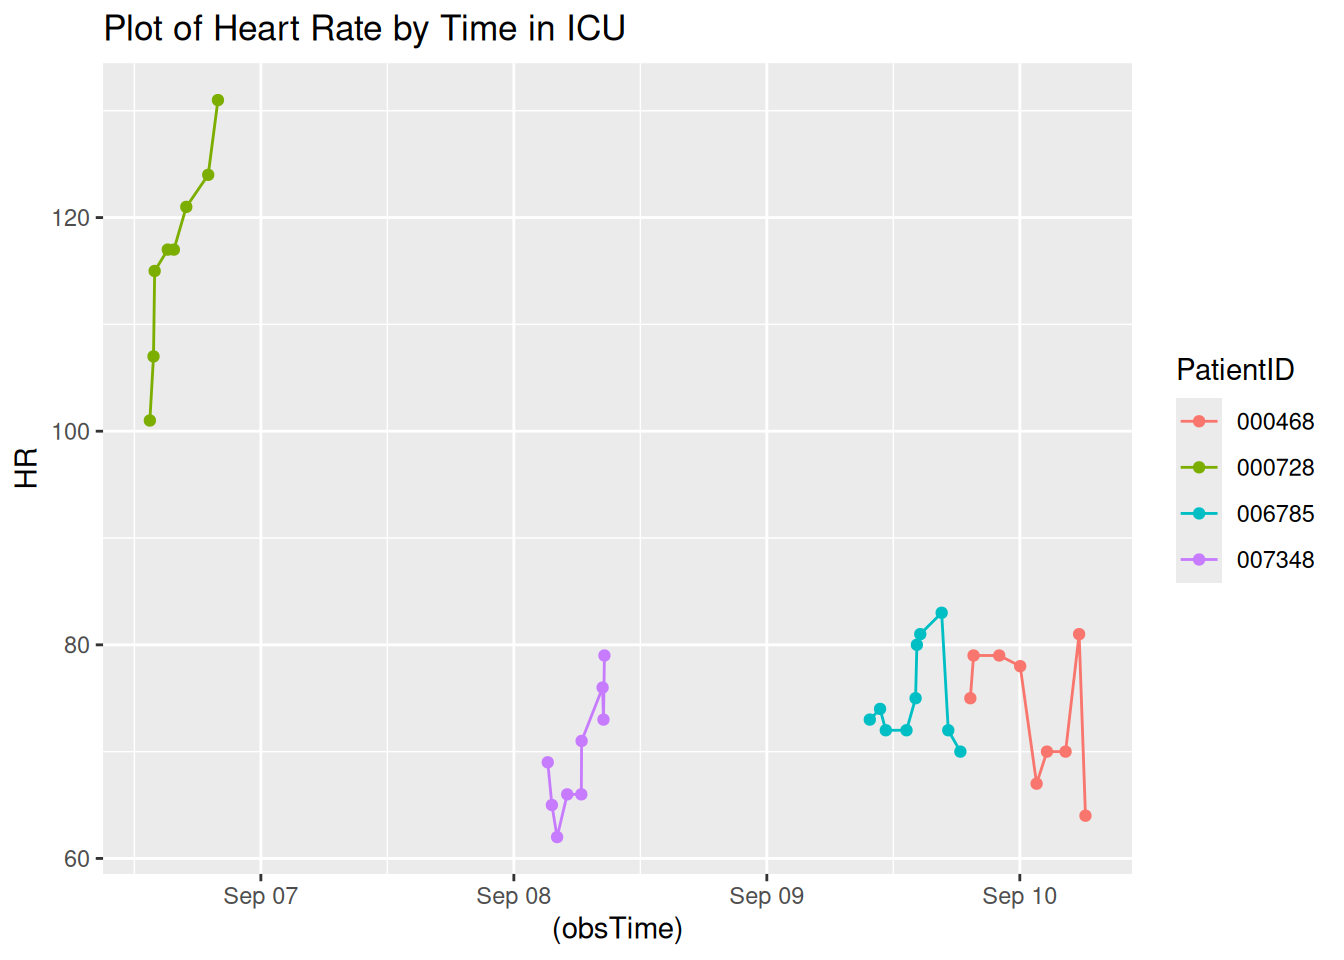 Plot of Heart Rate by Time in ICU
120
100
80
60
HR
Sep 07
Sep 08
Sep 09
Sep 10
(obsTime)
PatientID
000468
000728
006785
007348